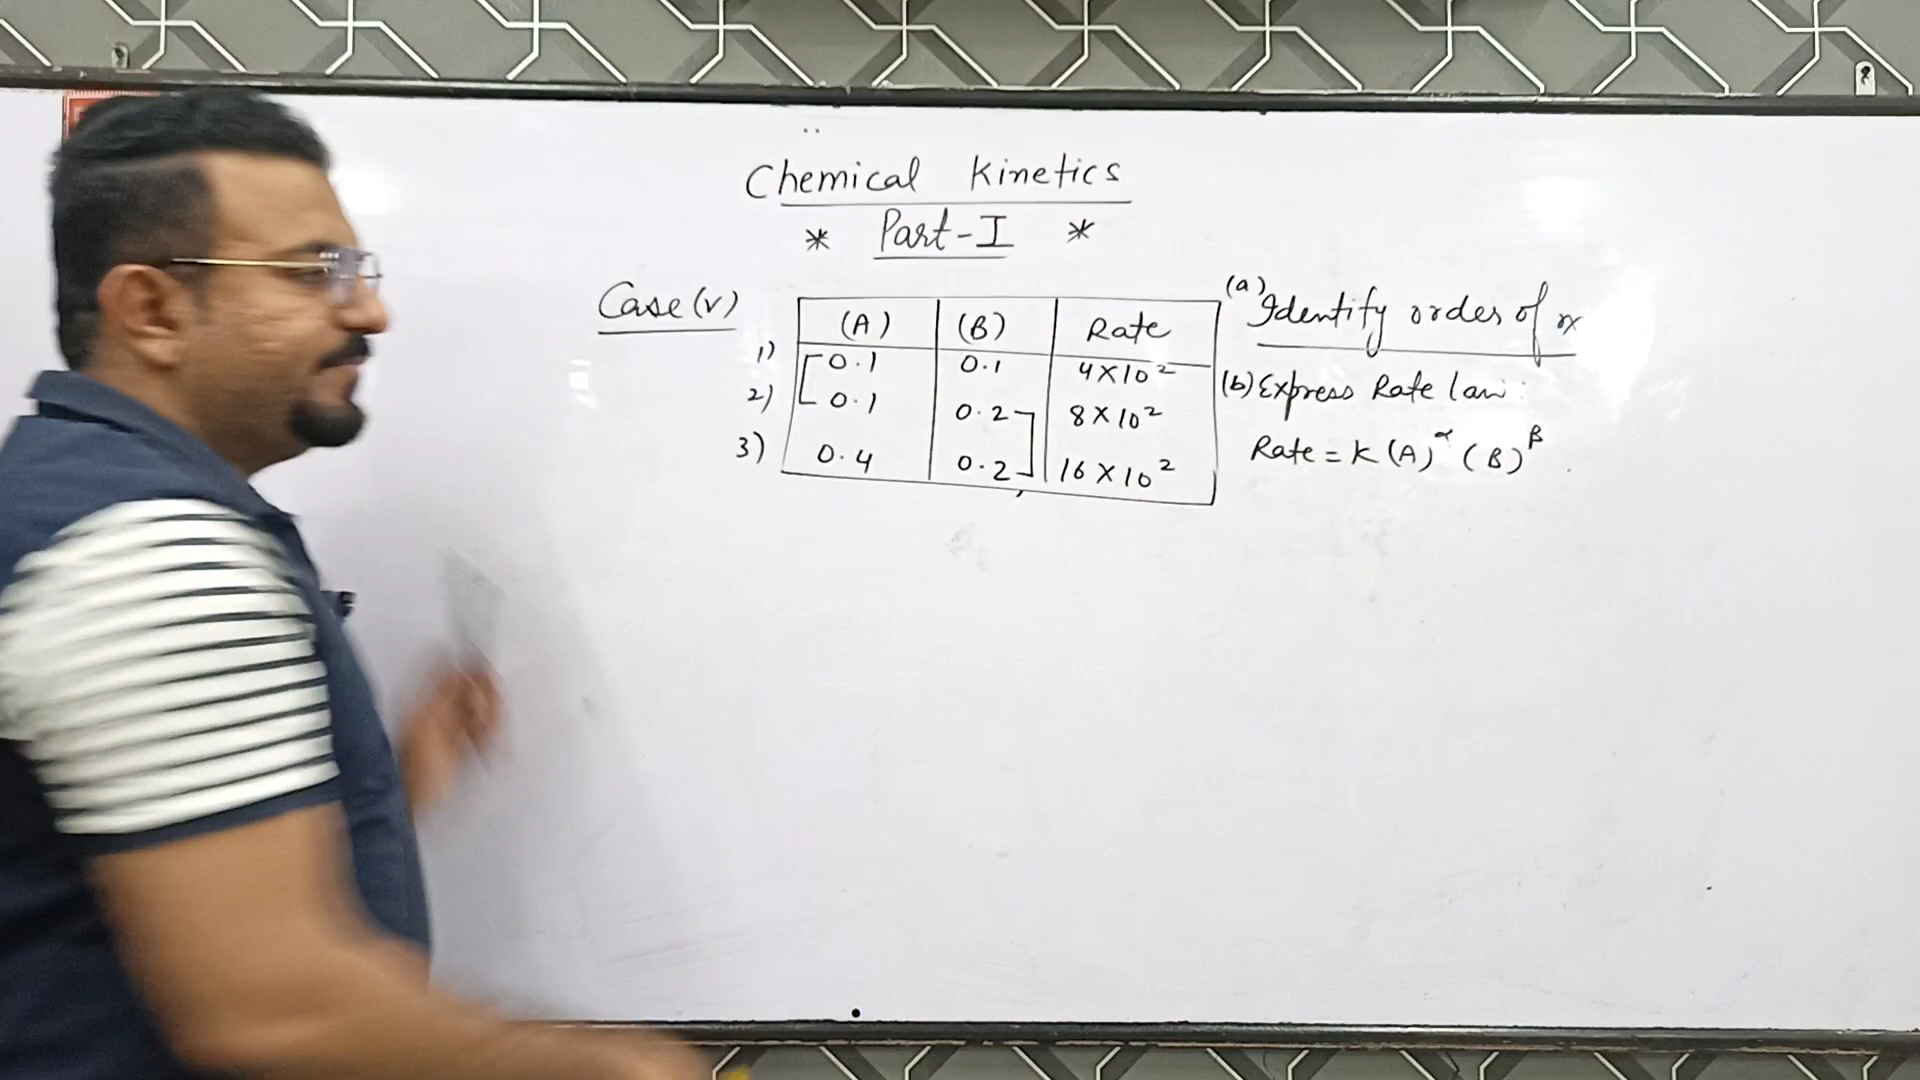 Chemical Kinetics
* Part-I *
Case(v)
(A) (B) Rate
1) 0.1 0.1 4×10²
2) 0.1 0.2 8×10²
3) 0.4 0.2 16×10²
(a) Identify order of rx
(b) Express Rate law:
Rate = K (A)^α (B)^β